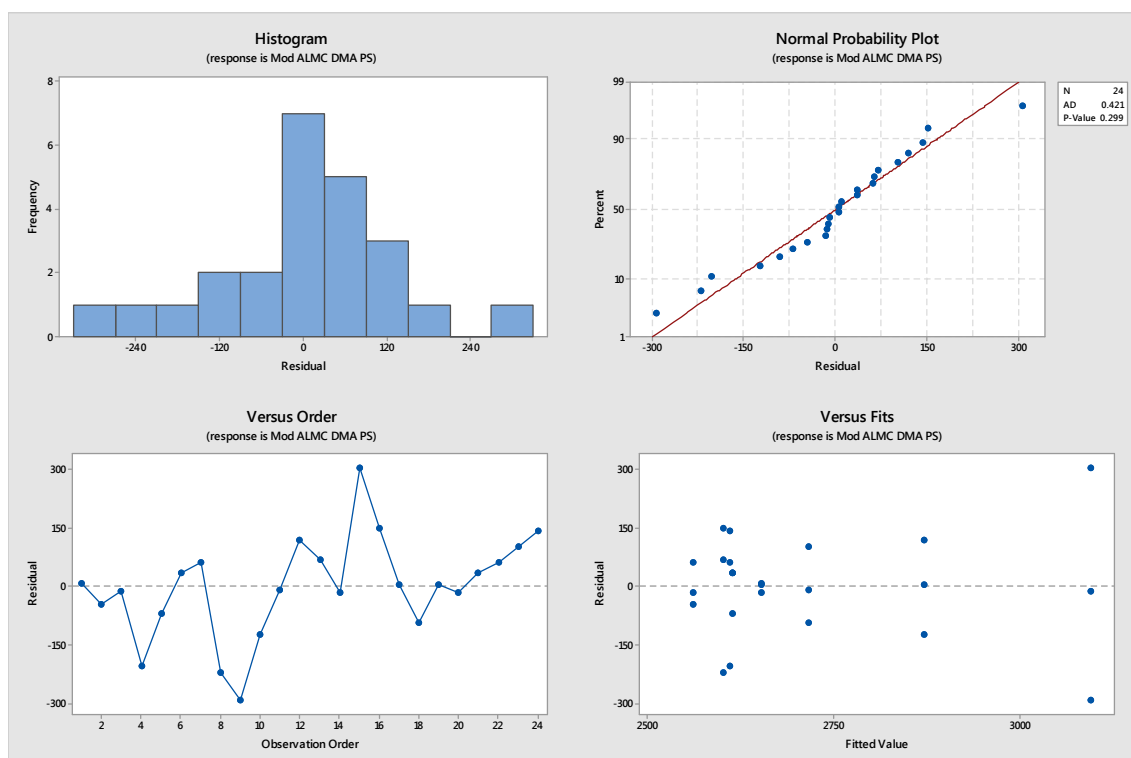 Histogram
(response is Mod ALMC DMA PS)
8
6
4
2
0
Frequency
-240 -120 0 120 240
Residual
Normal Probability Plot
(response is Mod ALMC DMA PS)
99
90
50
10
1
Percent
-300 -150 0 150 300
Residual
N 24
AD 0.421
P-Value 0.299
Versus Order
(response is Mod ALMC DMA PS)
300
150
0
-150
-300
Residual
2 4 6 8 10 12 14 16 18 20 22 24
Observation Order
Versus Fits
(response is Mod ALMC DMA PS)
300
150
0
-150
-300
Residual
2500 2750 3000
Fitted Value